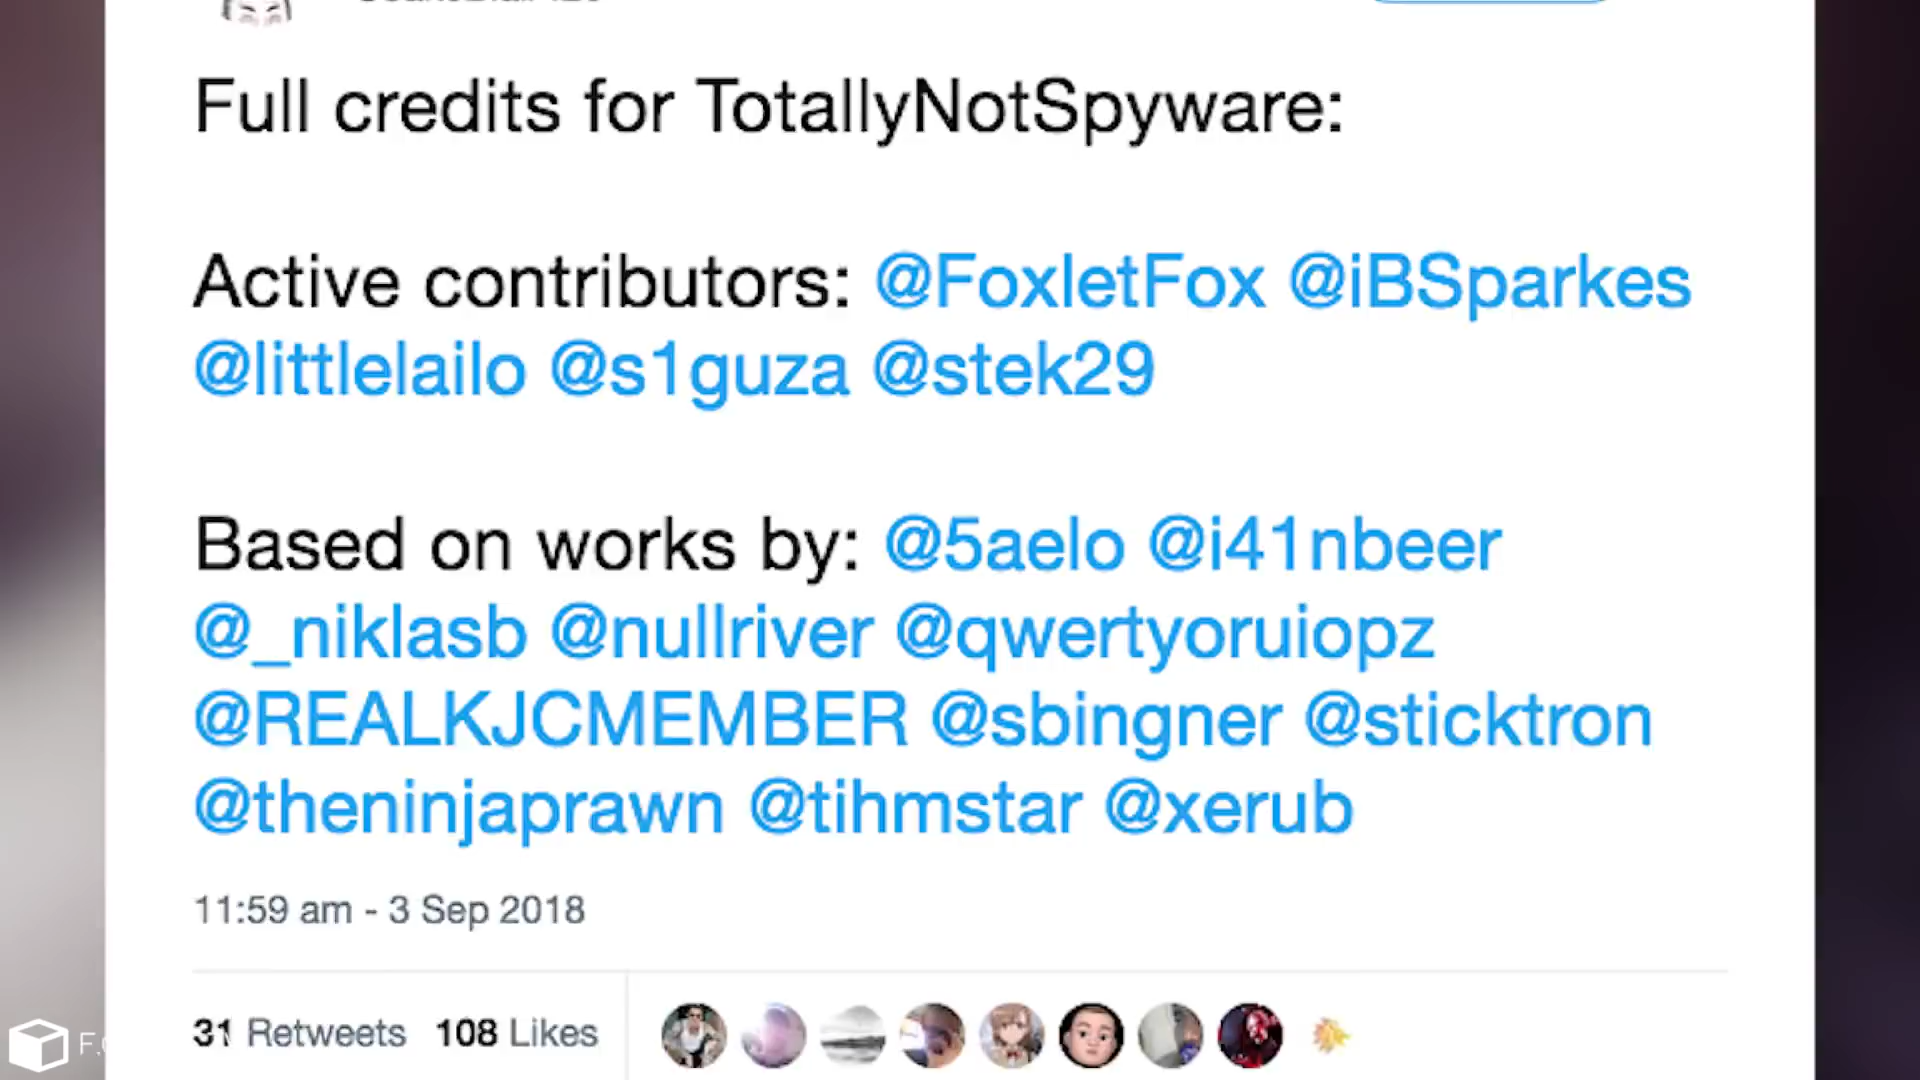 Full credits for TotallyNotSpyware:
Active contributors: @FoxletFox @iBSparkes
@littlelailo @s1guza @stek29
Based on works by: @5aelo @i41nbeer
@_niklasb @nullriver @qwertyoruiopz
@REALKJCMEMBER @sbingner @sticktron
@theninjaprawn @tihmstar @xerub
11:59 am - 3 Sep 2018
31 Retweets 108 Likes